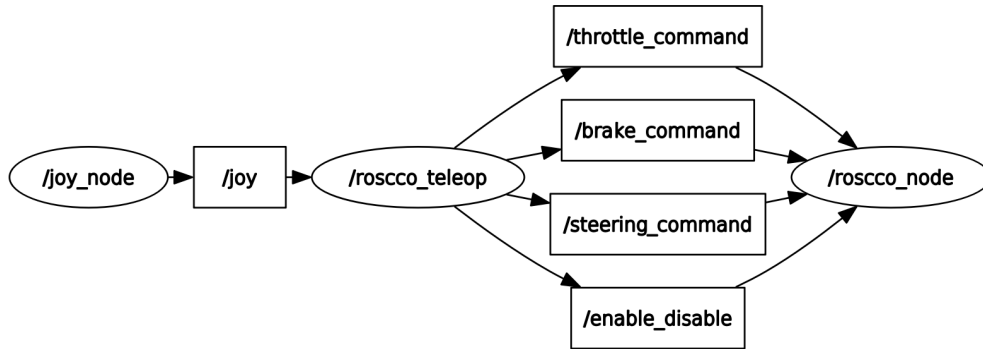 /throttle_command
/brake_command
/joy_node
/joy
/roscco_teleop
/roscco_node
/steering_command
/enable_disable